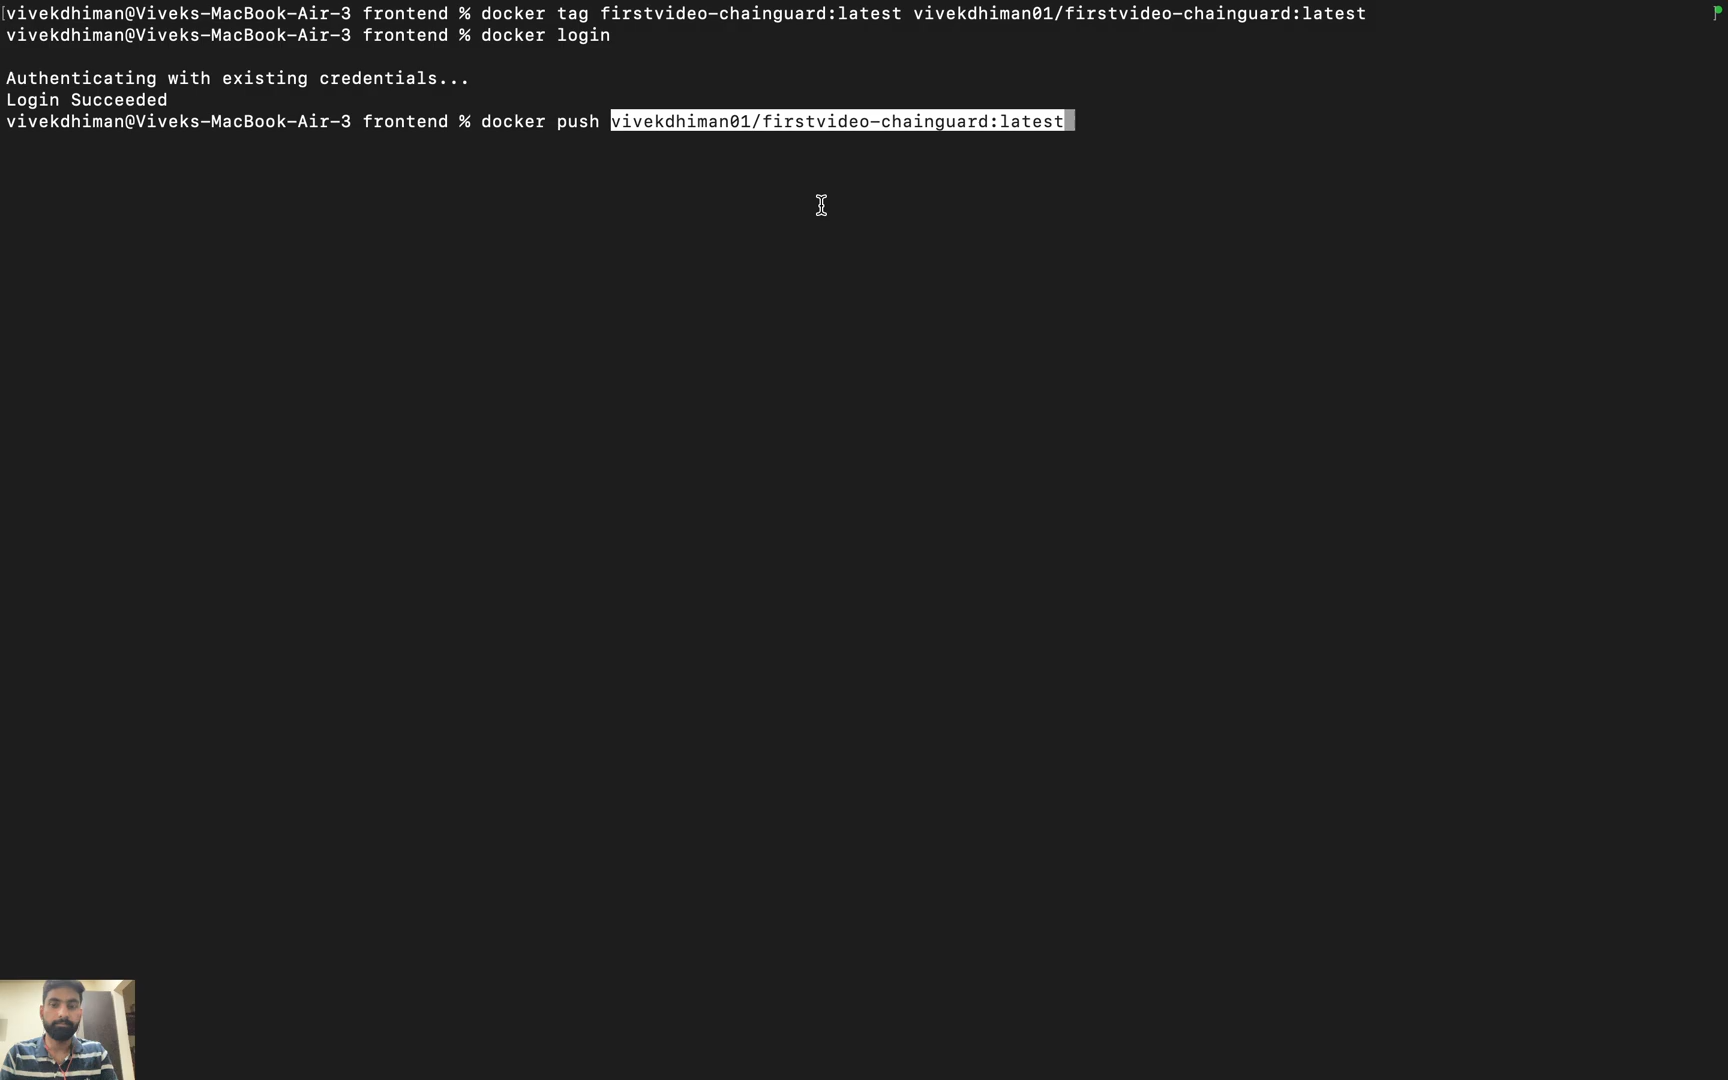 vivekdhiman@Viveks-MacBook-Air-3 frontend % docker tag firstvideo-chainguard:latest vivekdhiman01/firstvideo-chainguard:latest
vivekdhiman@Viveks-MacBook-Air-3 frontend % docker login
Authenticating with existing credentials...
Login Succeeded
vivekdhiman@Viveks-MacBook-Air-3 frontend % docker push vivekdhiman01/firstvideo-chainguard:latest